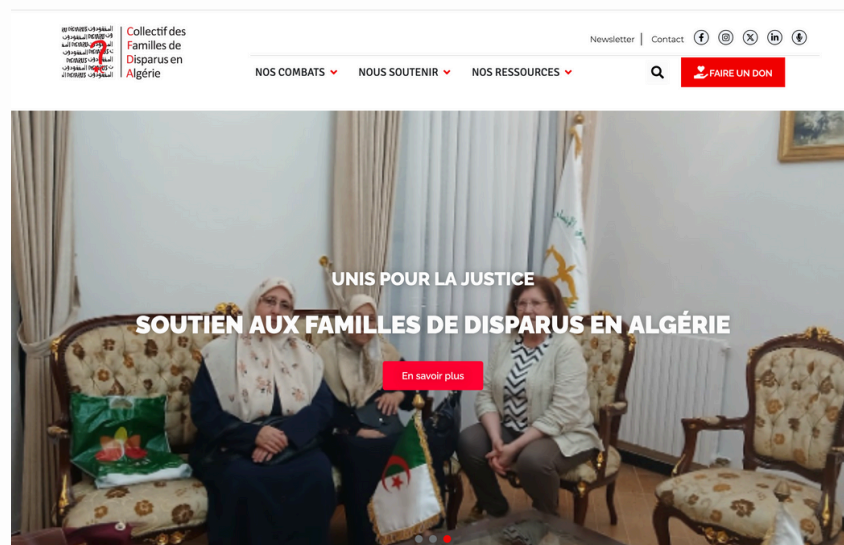 Collectif des
Familles de
Disparus en
Algérie
Newsletter | Contact
NOS COMBATS
NOUS SOUTENIR
NOS RESSOURCES
FAIRE UN DON
UNIS POUR LA JUSTICE
SOUTIEN AUX FAMILLES DE DISPARUS EN ALGÉRIE
En savoir plus